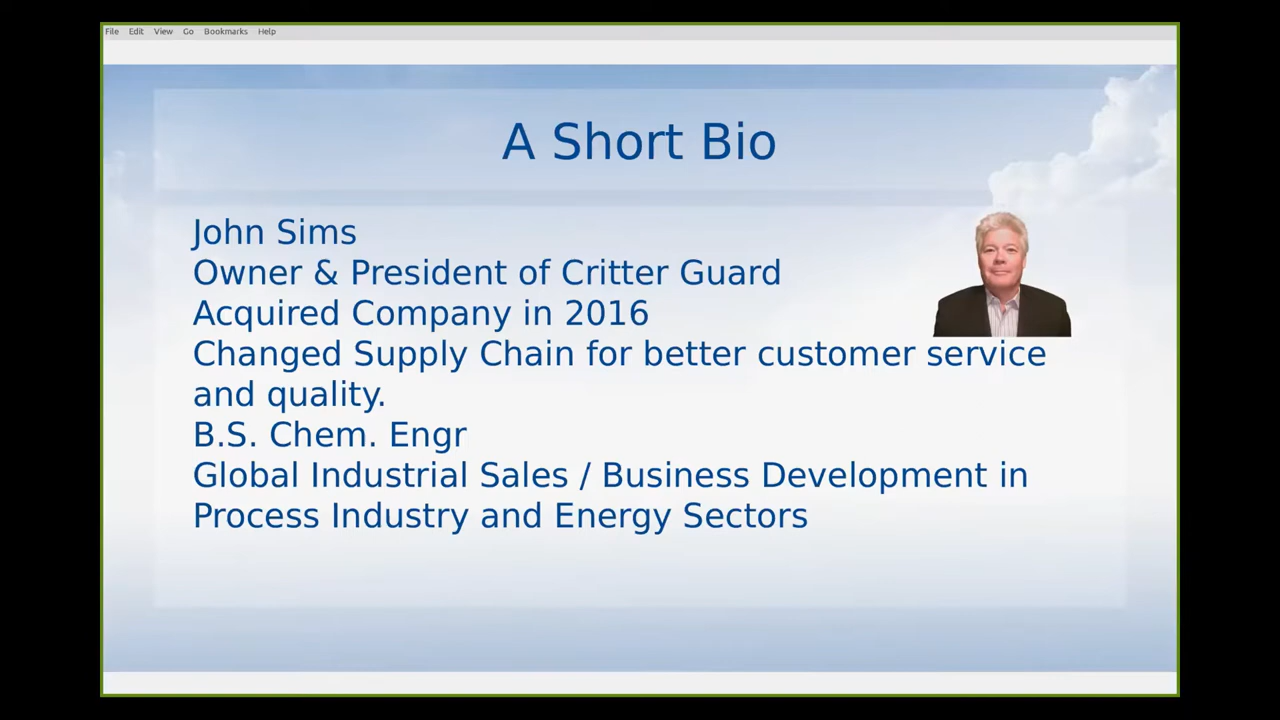 File Edit View Go Bookmarks Help
A Short Bio
John Sims
Owner & President of Critter Guard
Acquired Company in 2016
Changed Supply Chain for better customer service
and quality.
B.S. Chem. Engr
Global Industrial Sales / Business Development in
Process Industry and Energy Sectors